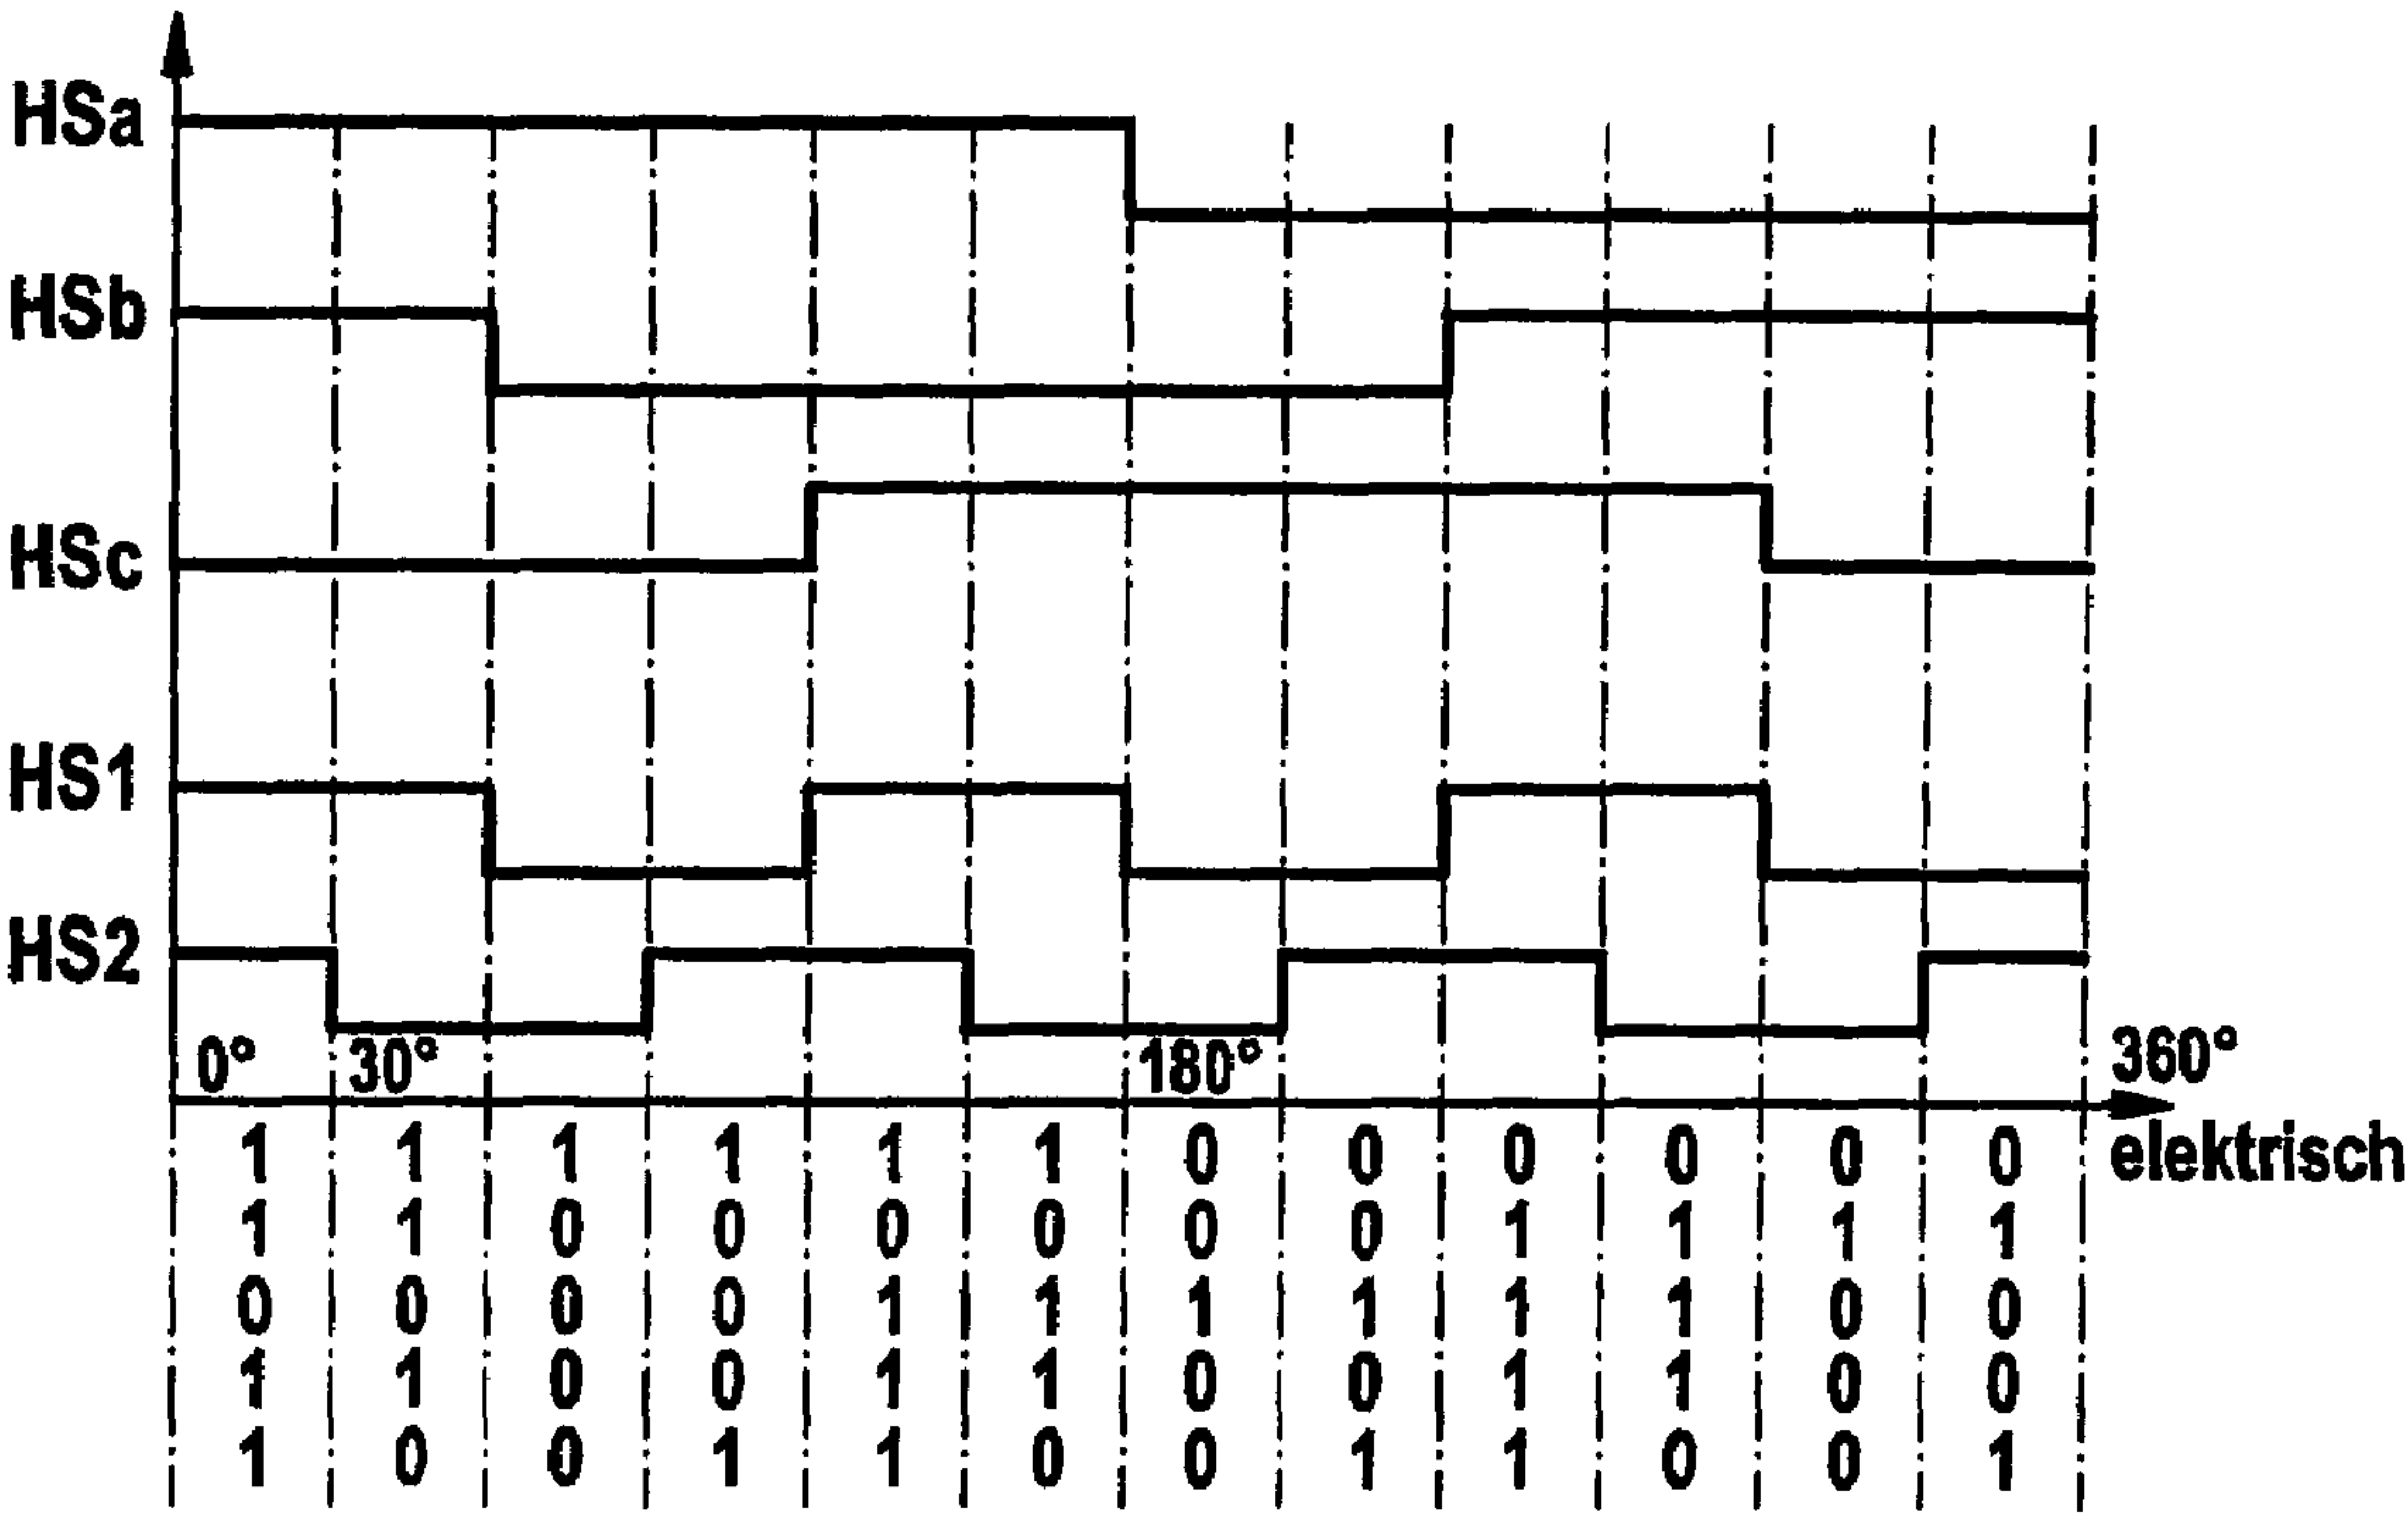 HSa
HSb
HSc
HS1
HS2
0° 30° 180° 360°
elektrisch
1 1 1 1 1 1 0 0 0 0 0 0
1 1 0 0 0 0 0 0 1 1 1 1
0 0 0 0 1 1 1 1 1 1 0 0
1 1 0 0 1 1 0 0 1 1 0 0
1 0 0 1 1 0 0 1 1 0 0 1